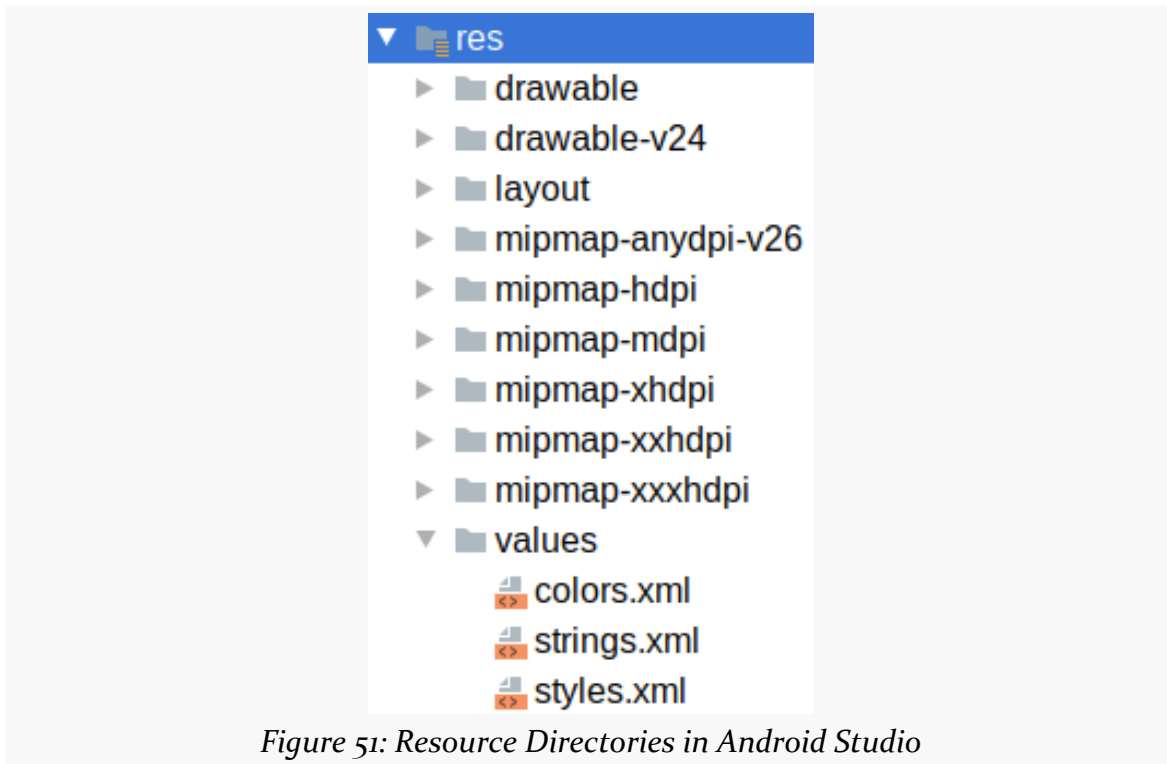 res
drawable
drawable-v24
layout
mipmap-anydpi-v26
mipmap-hdpi
mipmap-mdpi
mipmap-xhdpi
mipmap-xxhdpi
mipmap-xxxhdpi
values
colors.xml
strings.xml
styles.xml
Figure 51: Resource Directories in Android Studio